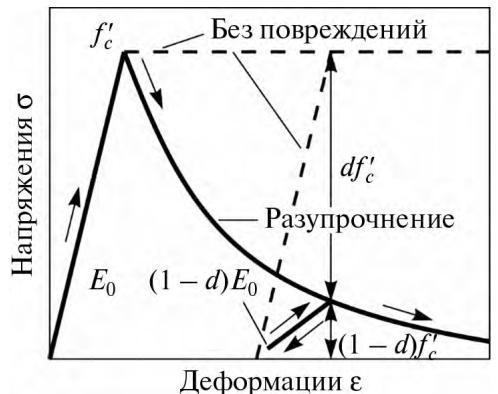 f′c
Без повреждений
Напряжения σ
df′c
Разупрочнение
E0
(1 − d)E0
(1 − d)f′c
Деформации ε